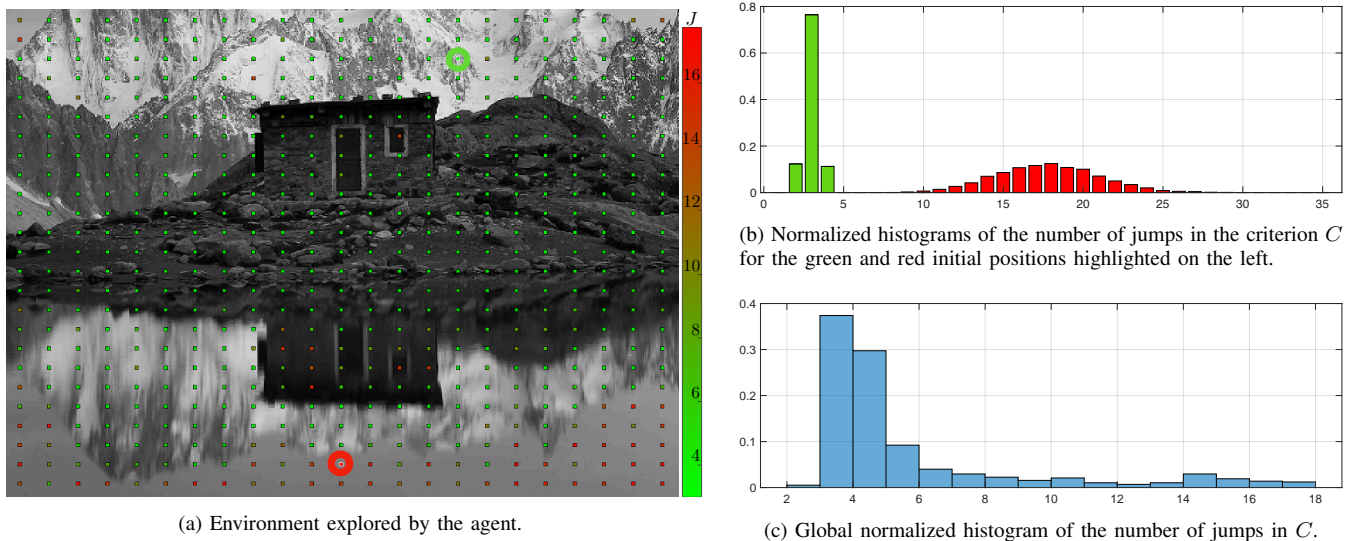 J
16
14
12
10
8
6
4
(a) Environment explored by the agent.
0.8
0.6
0.4
0.2
0
0 5 10 15 20 25 30 35
(b) Normalized histograms of the number of jumps in the criterion C
for the green and red initial positions highlighted on the left.
0.4
0.3
0.2
0.1
0
2 4 6 8 10 12 14 16 18
(c) Global normalized histogram of the number of jumps in C.